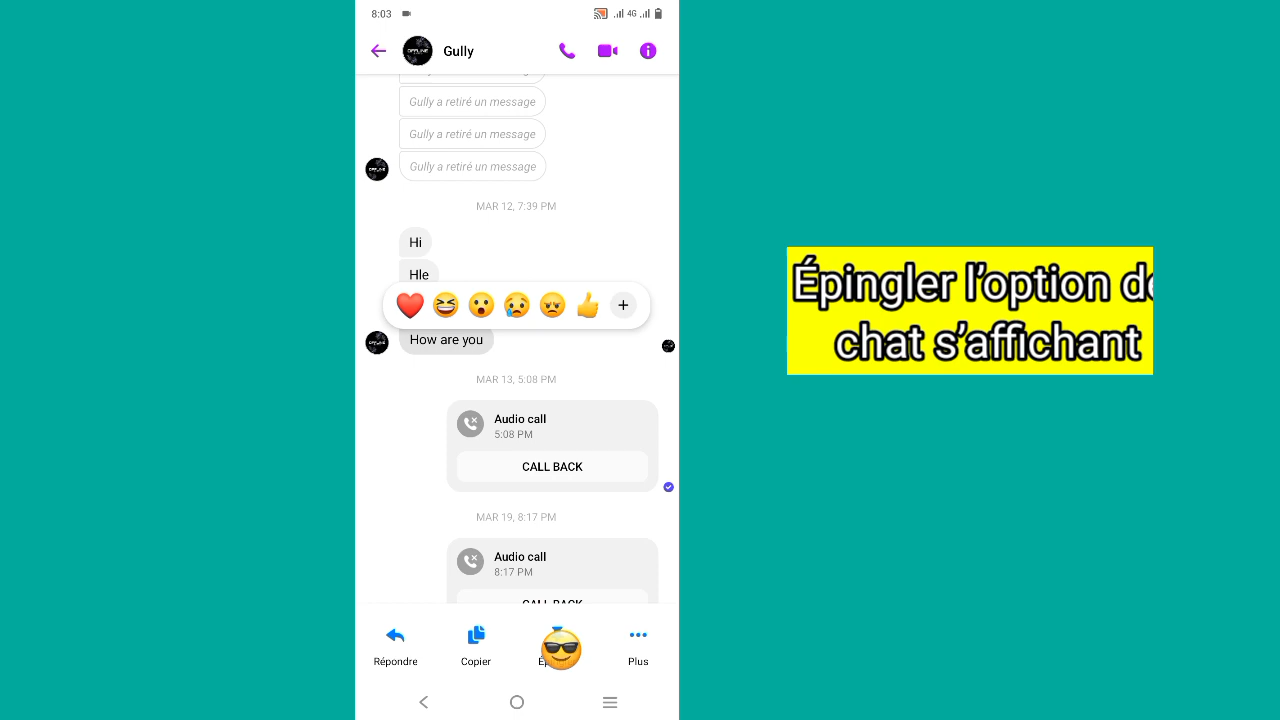 8:03
4G
Gully
Gully a retiré un message
Gully a retiré un message
Gully a retiré un message
MAR 12, 7:39 PM
Hi
Hle
How are you
MAR 13, 5:08 PM
Audio call
5:08 PM
CALL BACK
MAR 19, 8:17 PM
Audio call
8:17 PM
CALL BACK
Répondre
Copier
Plus
Épingler l'option de
chat s'affichant